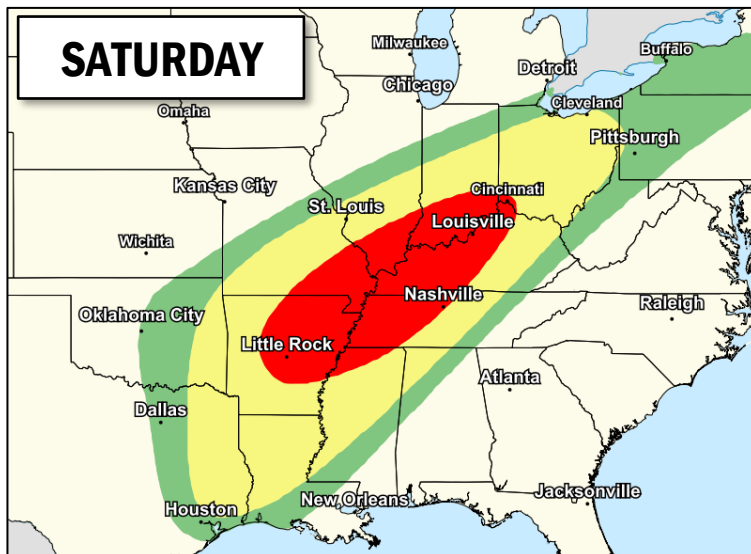 SATURDAY
Milwaukee
Buffalo
Detroit
Chicago
Cleveland
Omaha
Pittsburgh
Kansas City
Cincinnati
St. Louis
Louisville
Wichita
Nashville
Raleigh
Oklahoma City
Little Rock
Atlanta
Dallas
Jacksonville
New Orleans
Houston